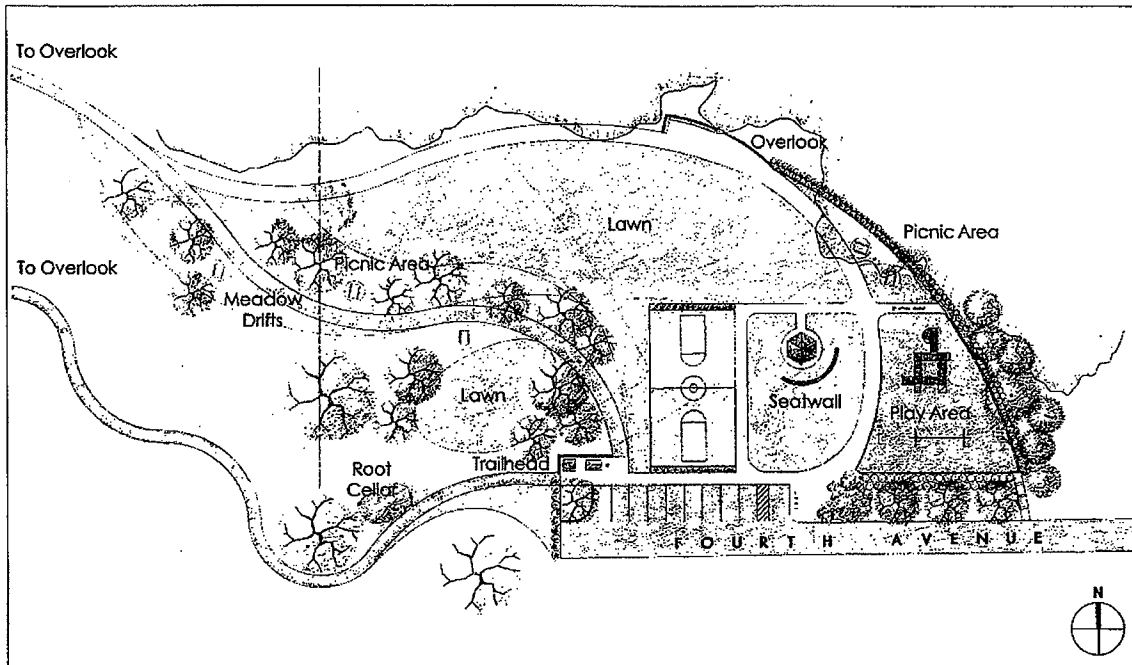 To Overlook
Overlook
Lawn
Picnic Area
Picnic Area
To Overlook
Meadow
Drifts
Lawn
Seatwall
Play Area
Trailhead
Root
Cellar
FOURTH AVENUE
N